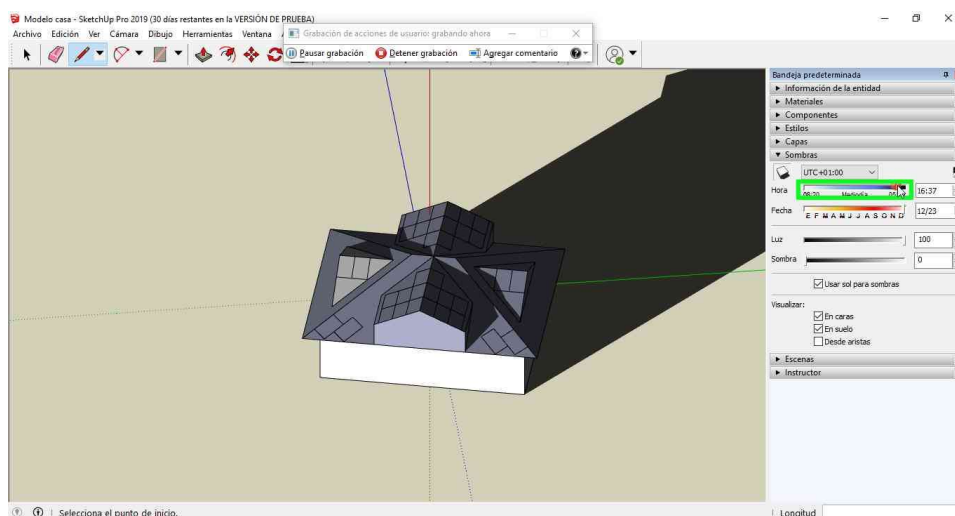 Modelo casa - SketchUp Pro 2019 (30 días restantes en la VERSIÓN DE PRUEBA)
Archivo Edición Ver Cámara Dibujo Herramientas Ventana
Grabación de acciones de usuario: grabando ahora
Pausar grabación Detener grabación Agregar comentario
Bandeja predeterminada
Información de la entidad
Materiales
Componentes
Estilos
Capas
Sombras
UTC+01:00
Hora 08:20 Mediodía 05 16:37
Fecha E F M A M J J A S O N D 12/23
Luz 100
Sombra 0
Usar sol para sombras
Visualizar:
En caras
En suelo
Desde aristas
Escenas
Instructor
Selecciona el punto de inicio. Longitud